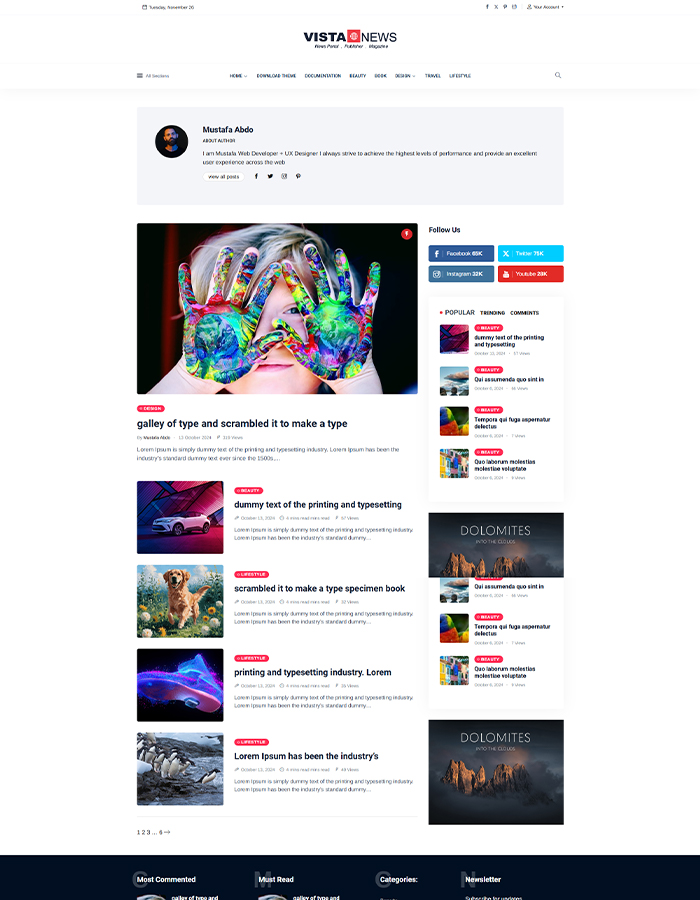 Tuesday, November 26
Your Account
VISTA NEWS
News Portal . Publisher . Magazine
All Sections
HOME
DOWNLOAD THEME
DOCUMENTATION
BEAUTY
BOOK
DESIGN
TRAVEL
LIFESTYLE
Mustafa Abdo
ABOUT AUTHOR
I am Mustafa Web Developer + UX Designer I always strive to achieve the highest levels of performance and provide an excellent
user experience across the web
view all posts
DESIGN
galley of type and scrambled it to make a type
By Mustafa Abdo 12 October 2024 310 Views
Lorem Ipsum is simply dummy text of the printing and typesetting industry. Lorem Ipsum has been the
industry's standard dummy text ever since the 1500s,...
BEAUTY
dummy text of the printing and typesetting
October 12, 2024 4 mins read mins read 57 Views
Lorem Ipsum is simply dummy text of the printing and typesetting industry.
Lorem Ipsum has been the industry's standard dummy...
LIFESTYLE
scrambled it to make a type specimen book
October 12, 2024 4 mins read mins read 32 Views
Lorem Ipsum is simply dummy text of the printing and typesetting industry.
Lorem Ipsum has been the industry's standard dummy...
LIFESTYLE
printing and typesetting industry. Lorem
October 12, 2024 4 mins read mins read Views
Lorem Ipsum is simply dummy text of the printing and typesetting industry.
Lorem Ipsum has been the industry's standard dummy...
LIFESTYLE
Lorem Ipsum has been the industry's
October 12, 2024 4 mins read mins read Views
Lorem Ipsum is simply dummy text of the printing and typesetting industry.
Lorem Ipsum has been the industry's standard dummy...
1 2 3 ... 6
Follow Us
Facebook 65K
Twitter 75K
Instagram 32K
Youtube 28K
POPULAR
TRENDING
COMMENTS
BEAUTY
dummy text of the printing
and typesetting
October 12, 2024 57 Views
BEAUTY
Qui assumenda quo sint in
October 8, 2024 Views
BEAUTY
Tempora qui fuga aspernatur
delectus
October 8, 2024 7 Views
BEAUTY
Quo laborum molestias
molestiae voluptate
October 8, 2024 Views
DOLOMITES
INTO THE CLOUDS
BEAUTY
Qui assumenda quo sint in
October 8, 2024 Views
BEAUTY
Tempora qui fuga aspernatur
delectus
October 8, 2024 7 Views
BEAUTY
Quo laborum molestias
molestiae voluptate
October 8, 2024 Views
DOLOMITES
INTO THE CLOUDS
Most Commented
Must Read
Categories:
Newsletter
galley of type and
galley of type and
Subscribe for updates